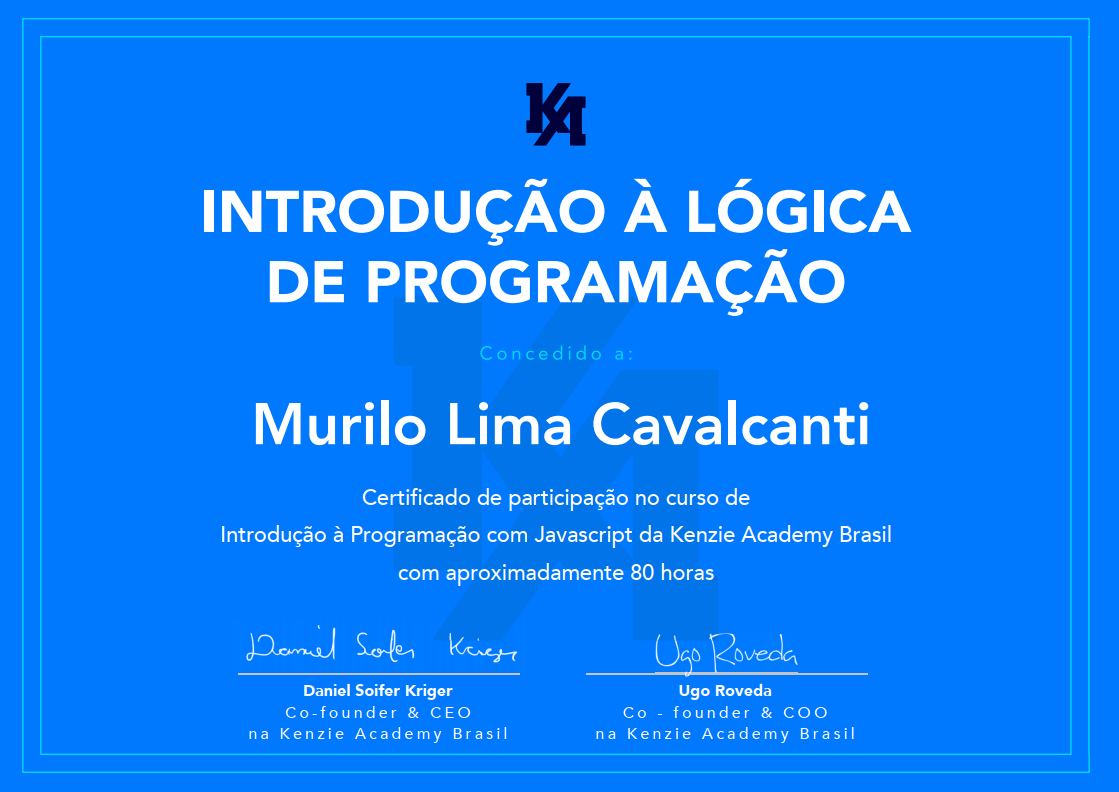 KA
INTRODUÇÃO À LÓGICA
DE PROGRAMAÇÃO
Concedido a:
Murilo Lima Cavalcanti
Certificado de participação no curso de
Introdução à Programação com Javascript da Kenzie Academy Brasil
com aproximadamente 80 horas
Daniel Soifer Kriger
Ugo Roveda
Daniel Soifer Kriger
Ugo Roveda
Co-founder & CEO
Co - founder & COO
na Kenzie Academy Brasil
na Kenzie Academy Brasil